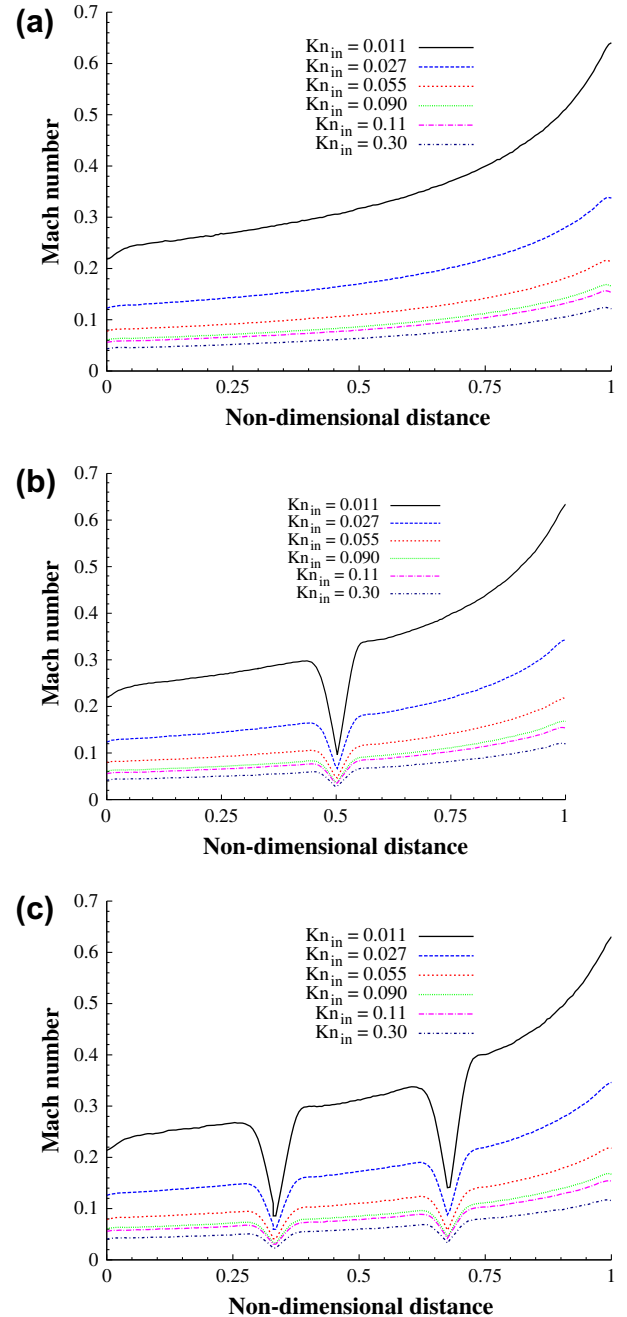 (a)
0.7
0.6
0.5
0.4
0.3
0.2
0.1
0
Mach number
Kn_in = 0.011
Kn_in = 0.027
Kn_in = 0.055
Kn_in = 0.090
Kn_in = 0.11
Kn_in = 0.30
0 0.25 0.5 0.75 1
Non-dimensional distance
(b)
0.7
0.6
0.5
0.4
0.3
0.2
0.1
0
Mach number
Kn_in = 0.011
Kn_in = 0.027
Kn_in = 0.055
Kn_in = 0.090
Kn_in = 0.11
Kn_in = 0.30
0 0.25 0.5 0.75 1
Non-dimensional distance
(c)
0.7
0.6
0.5
0.4
0.3
0.2
0.1
0
Mach number
Kn_in = 0.011
Kn_in = 0.027
Kn_in = 0.055
Kn_in = 0.090
Kn_in = 0.11
Kn_in = 0.30
0 0.25 0.5 0.75 1
Non-dimensional distance